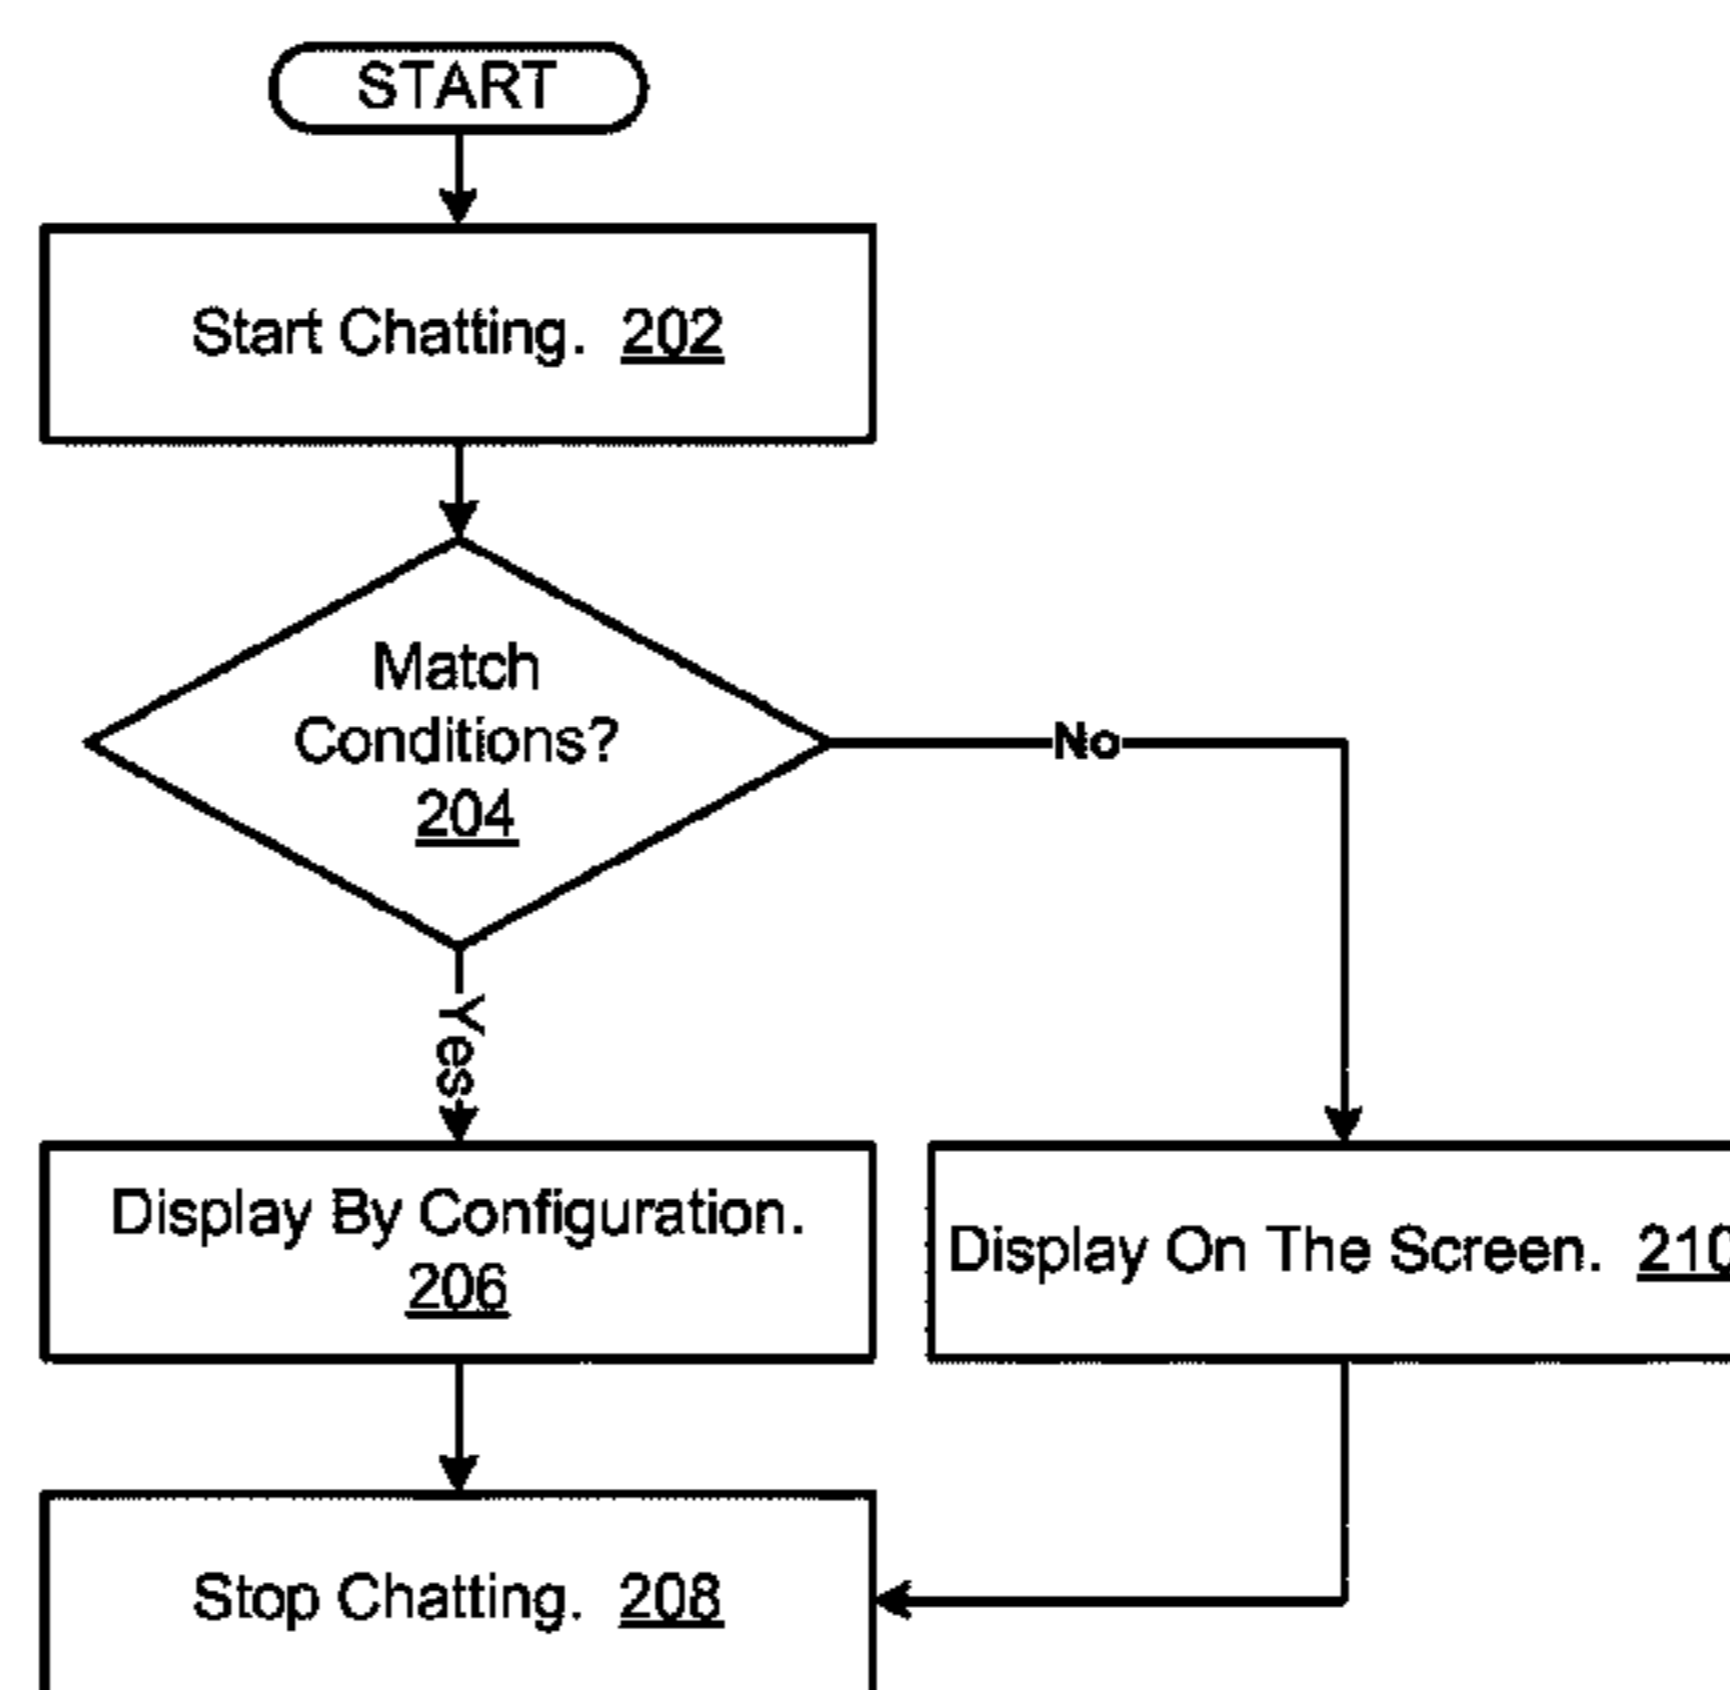 START
Start Chatting. 202
Match
Conditions?
204
No
Yes
Display By Configuration.
206
Display On The Screen. 210
Stop Chatting. 208